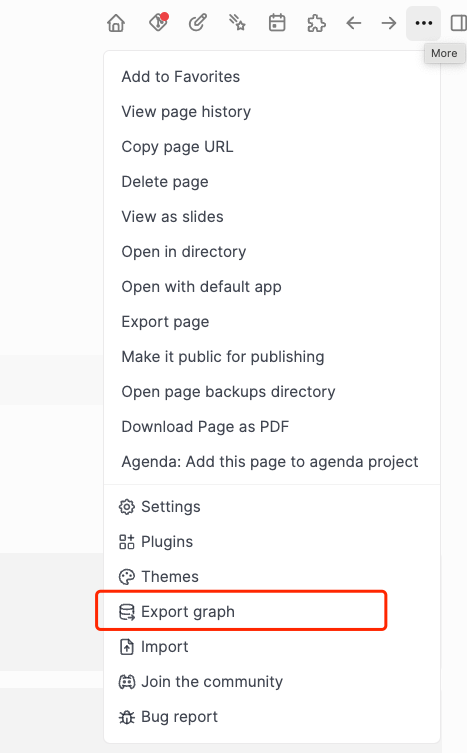 More
Add to Favorites
View page history
Copy page URL
Delete page
View as slides
Open in directory
Open with default app
Export page
Make it public for publishing
Open page backups directory
Download Page as PDF
Agenda: Add this page to agenda project
Settings
Plugins
Themes
Export graph
Import
Join the community
Bug report